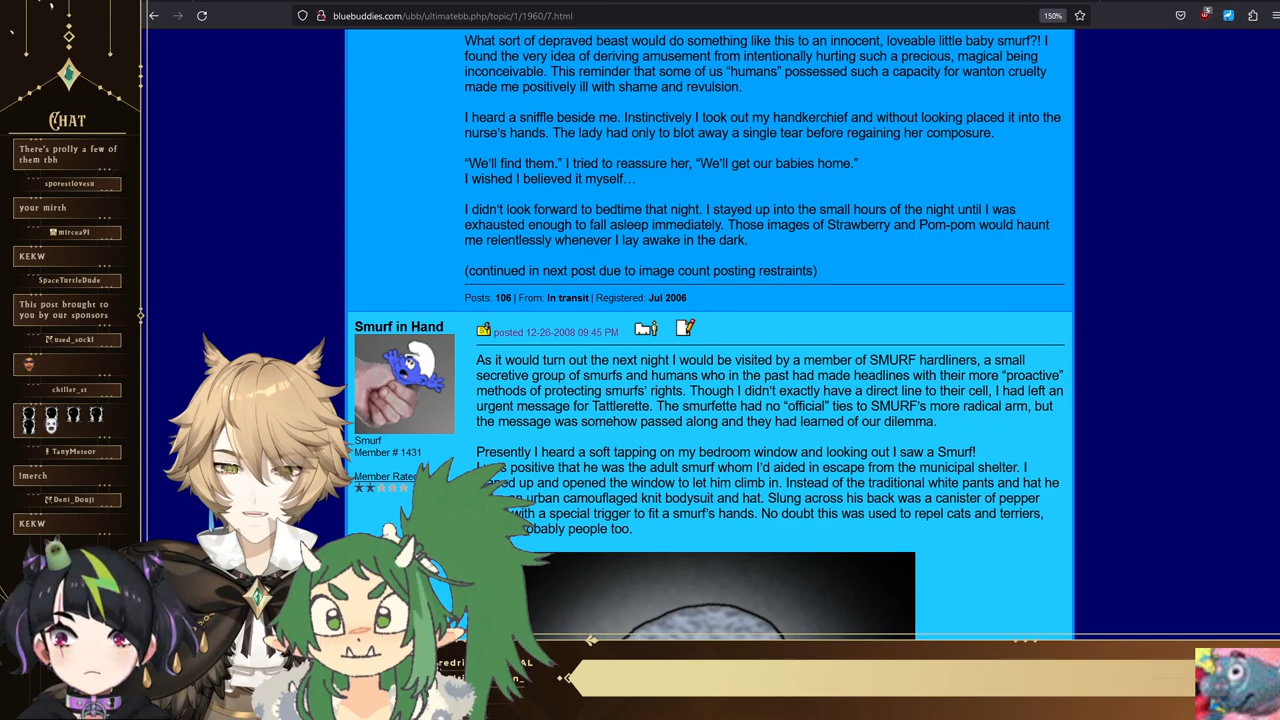 bluebuddies.com/ubb/ultimatebb.php/topic/1/1960/7.html
150%
5
CHAT
There's prolly a few of
them tbh
sporestlovesu
your mirth
mircea91
KEKW
SpaceTurtleDude
This post brought to
you by our sponsors
used_sock1
chiller_st
TanyMeteor
!merch
Deni_Douji
KEKW
What sort of depraved beast would do something like this to an innocent, loveable little baby smurf?! I
found the very idea of deriving amusement from intentionally hurting such a precious, magical being
inconceivable. This reminder that some of us “humans” possessed such a capacity for wanton cruelty
made me positively ill with shame and revulsion.
I heard a sniffle beside me. Instinctively I took out my handkerchief and without looking placed it into the
nurse’s hands. The lady had only to blot away a single tear before regaining her composure.
“We’ll find them.” I tried to reassure her, “We’ll get our babies home.”
I wished I believed it myself…
I didn’t look forward to bedtime that night. I stayed up into the small hours of the night until I was
exhausted enough to fall asleep immediately. Those images of Strawberry and Pom-pom would haunt
me relentlessly whenever I lay awake in the dark.
(continued in next post due to image count posting restraints)
Posts: 106 | From: In transit | Registered: Jul 2006
Smurf in Hand
Smurf
Member # 1431
Member Rated
posted 12-26-2008 09:45 PM
As it would turn out the next night I would be visited by a member of SMURF hardliners, a small
secretive group of smurfs and humans who in the past had made headlines with their more “proactive”
methods of protecting smurfs’ rights. Though I didn’t exactly have a direct line to their cell, I had left an
urgent message for Tattlerette. The smurfette had no “official” ties to SMURF’s more radical arm, but
the message was somehow passed along and they had learned of our dilemma.
Presently I heard a soft tapping on my bedroom window and looking out I saw a Smurf!
positive that he was the adult smurf whom I’d aided in escape from the municipal shelter. I
up and opened the window to let him climb in. Instead of the traditional white pants and hat he
urban camouflaged knit bodysuit and hat. Slung across his back was a canister of pepper
with a special trigger to fit a smurf’s hands. No doubt this was used to repel cats and terriers,
people too.